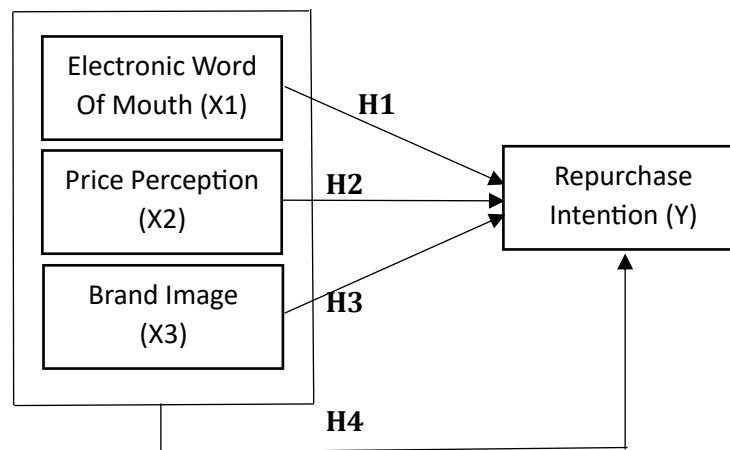 Electronic Word
Of Mouth (X1)
H1
Price Perception
(X2)
H2
Repurchase
Intention (Y)
Brand Image
(X3)
H3
H4